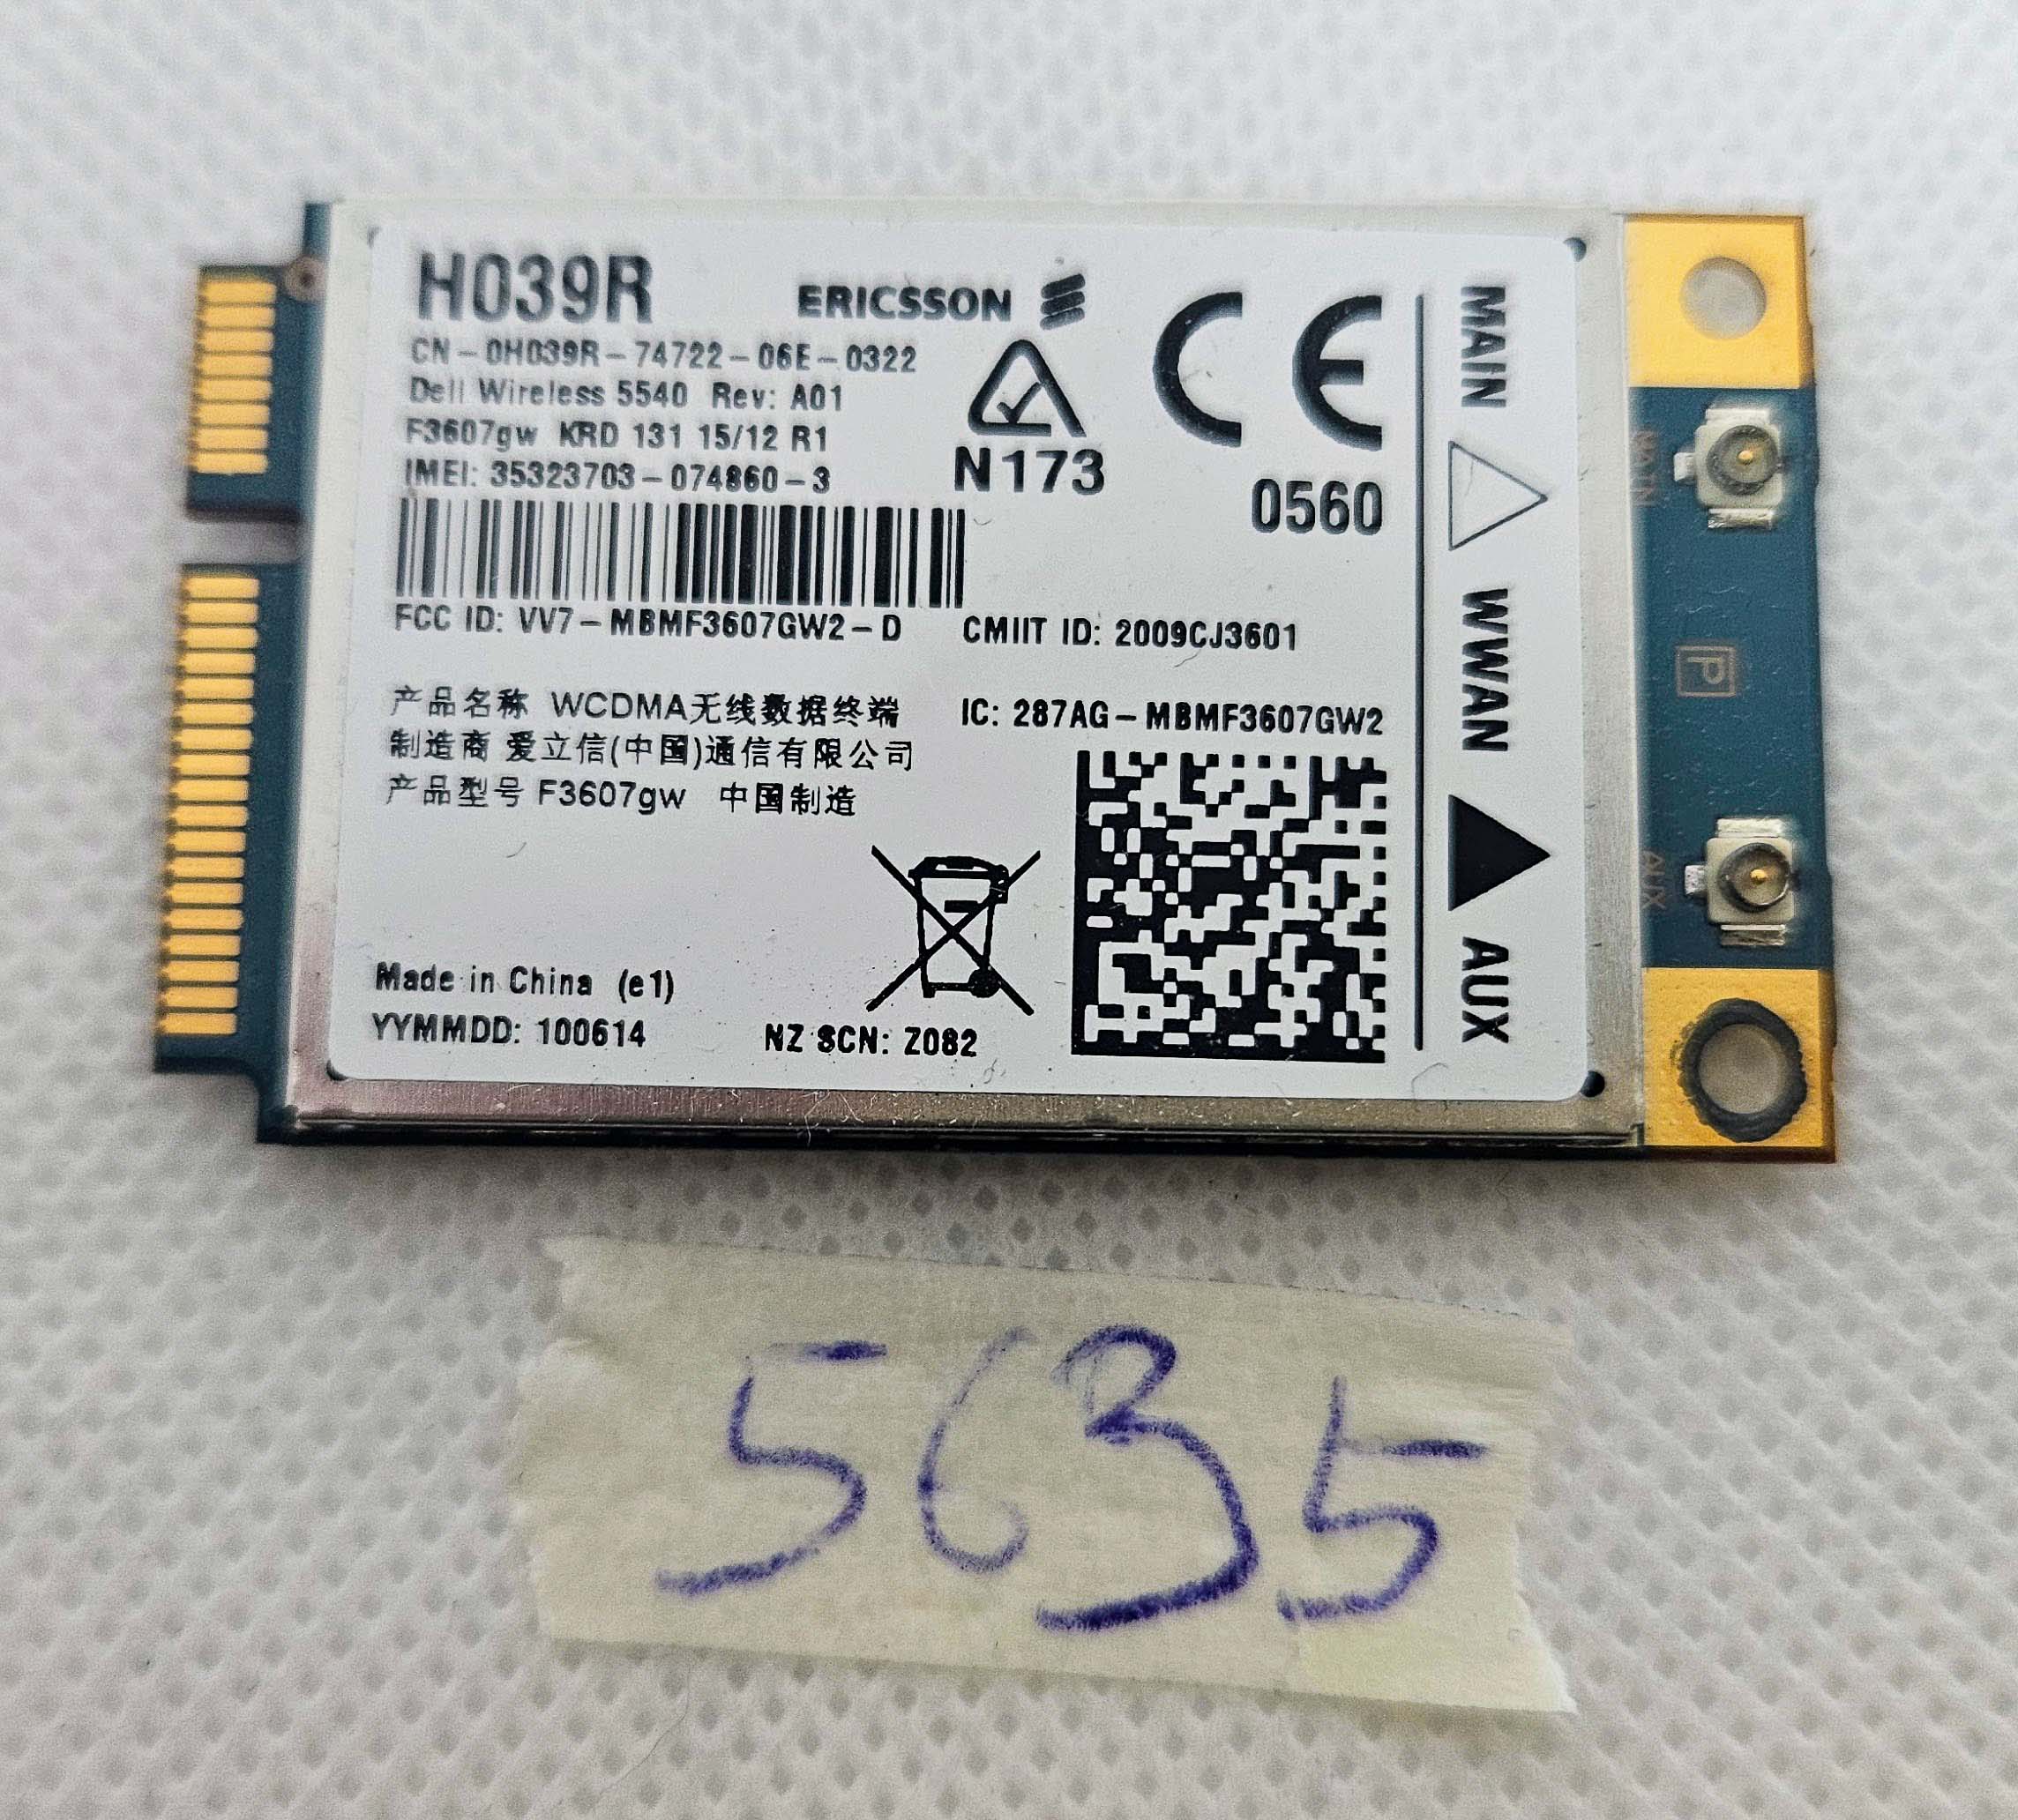 H039R
ERICSSON
CN-0H039R-74722-06E-0322
Dell Wireless 5540 Rev: A01
F3607gw KRD 131 15/12 R1
IMEI: 35323703-074860-3
N173
CE
0560
FCC ID: VV7-MBMF3607GW2-D
CMIIT ID: 2009CJ3601
产品名称 WCDMA无线数据终端
IC: 287AG-MBMF3607GW2
制造商 爱立信(中国)通信有限公司
产品型号 F3607gw 中国制造
Made in China (e1)
YYMMDD: 100614
NZ SCN: Z082
MAIN
WWAN
AUX
MAIN
P
AUX
5635